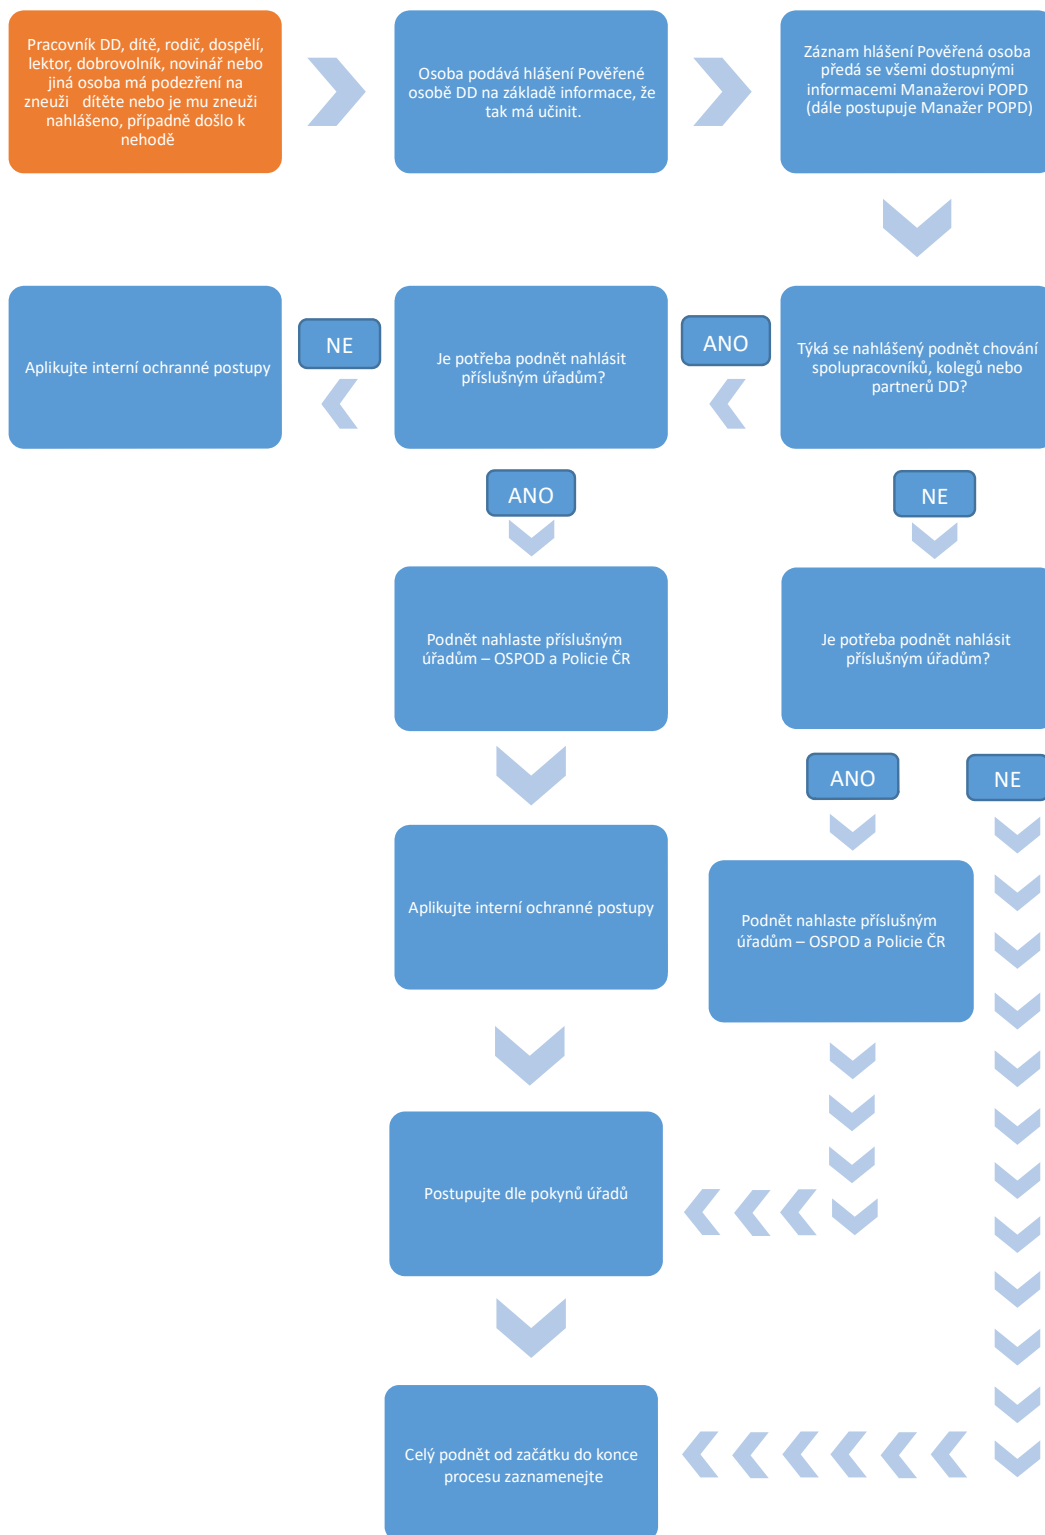 Pracovník DD, dítě, rodič, dospělí,
lektor, dobrovolník, novinář nebo
jiná osoba má podezření na
zneuži   dítěte nebo je mu zneuži
nahlášeno, případně došlo k
nehodě
Osoba podává hlášení Pověřené
osobě DD na základě informace, že
tak má učinit.
Záznam hlášení Pověřená osoba
předá se všemi dostupnými
informacemi Manažerovi POPD
(dále postupuje Manažer POPD)
Aplikujte interní ochranné postupy
NE
Je potřeba podnět nahlásit
příslušným úřadům?
ANO
Týká se nahlášený podnět chování
spolupracovníků, kolegů nebo
partnerů DD?
ANO
NE
Podnět nahlaste příslušným
úřadům – OSPOD a Policie ČR
Je potřeba podnět nahlásit
příslušným úřadům?
ANO
NE
Aplikujte interní ochranné postupy
Podnět nahlaste příslušným
úřadům – OSPOD a Policie ČR
Postupujte dle pokynů úřadů
Celý podnět od začátku do konce
procesu zaznamenejte